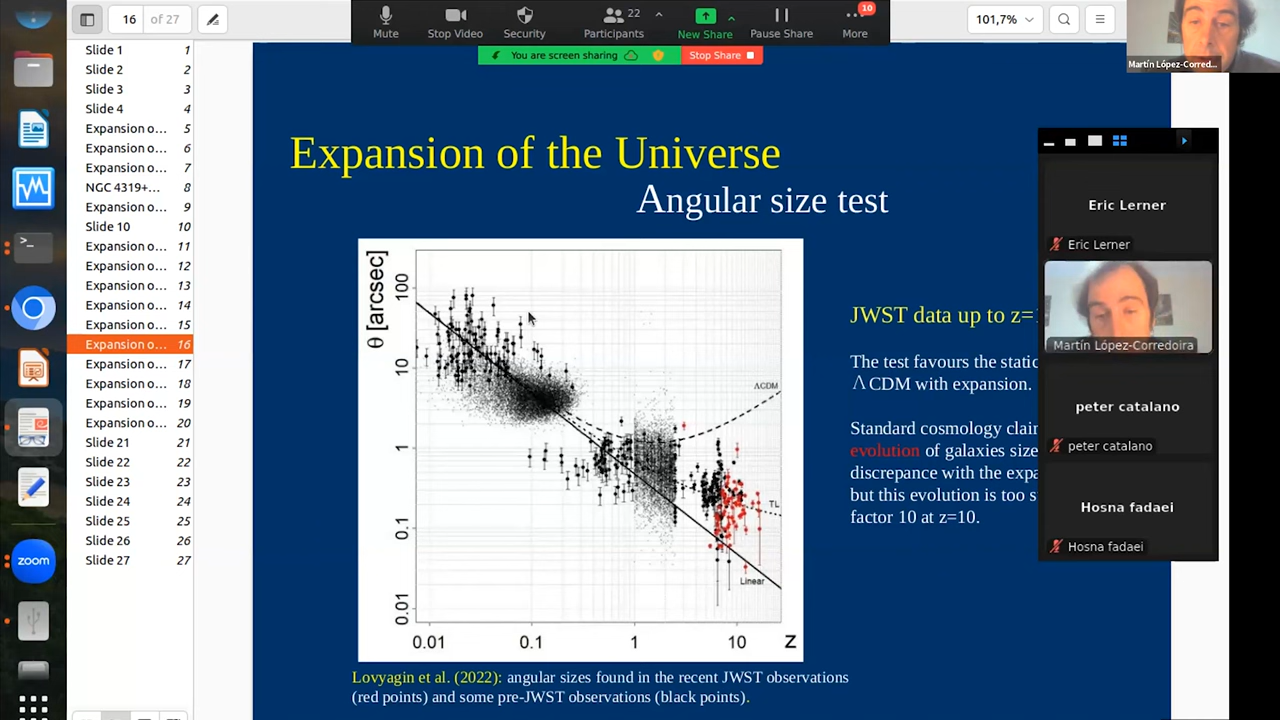 16 of 27
Mute
Stop Video
Security
22
Participants
New Share
Pause Share
10
More
101,7%
You are screen sharing
Stop Share
Martín López-Corred...
Slide 1 1
Slide 2 2
Slide 3 3
Slide 4 4
Expansion o... 5
Expansion o... 6
Expansion o... 7
NGC 4319+... 8
Expansion o... 9
Slide 10 10
Expansion o... 11
Expansion o... 12
Expansion o... 13
Expansion o... 14
Expansion o... 15
Expansion o... 16
Expansion o... 17
Expansion o... 18
Expansion o... 19
Expansion o... 20
Slide 21 21
Slide 22 22
Slide 23 23
Slide 24 24
Slide 25 25
Slide 26 26
Slide 27 27
zoom
Expansion of the Universe
Angular size test
θ [arcsec]
100
10
1
0.1
0.01
ΛCDM
TL
Linear
0.01 0.1 1 10 z
JWST data up to z=
The test favours the static
ΛCDM with expansion.
Standard cosmology clai
evolution of galaxies size
discrepance with the expa
but this evolution is too s
factor 10 at z=10.
Lovyagin et al. (2022): angular sizes found in the recent JWST observations
(red points) and some pre-JWST observations (black points).
Eric Lerner
Eric Lerner
Martín López-Corredoira
peter catalano
peter catalano
Hosna fadaei
Hosna fadaei